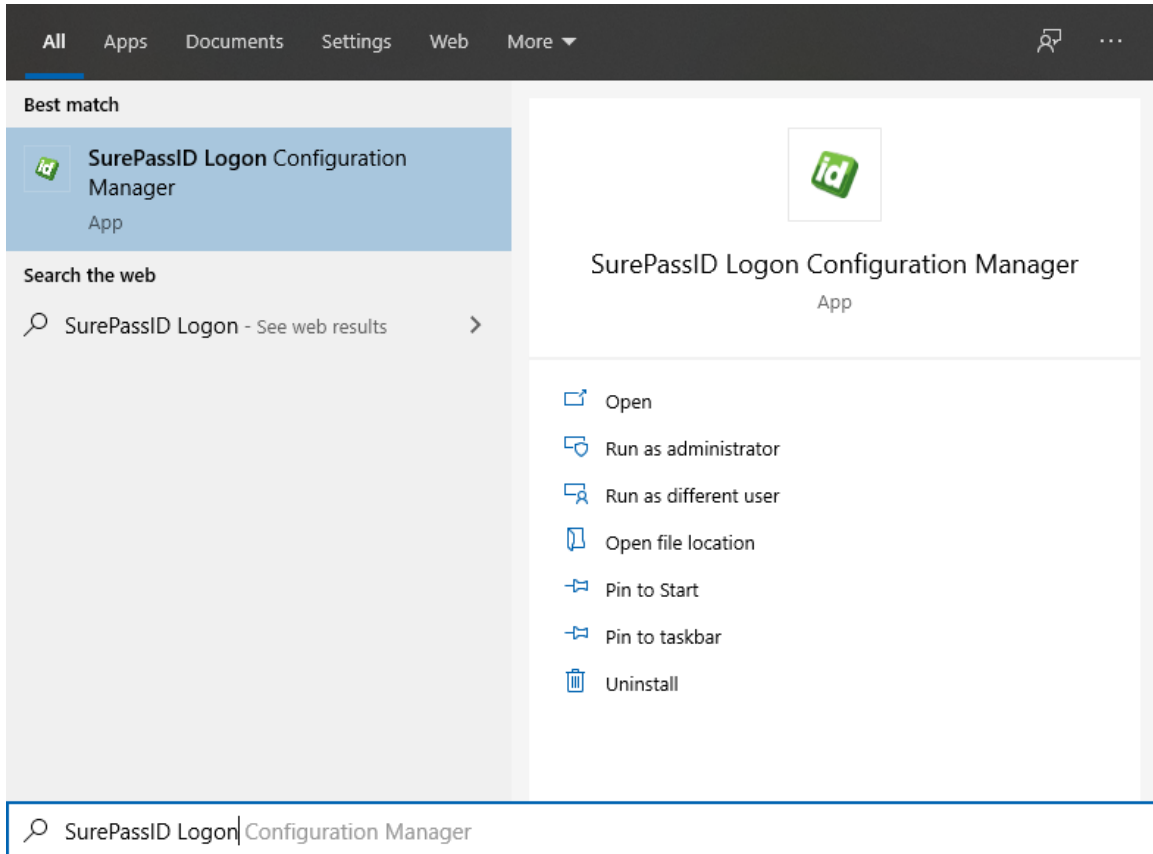 All Apps Documents Settings Web More
Best match
SurePassID Logon Configuration
Manager
App
Search the web
SurePassID Logon - See web results
id
SurePassID Logon Configuration Manager
App
Open
Run as administrator
Run as different user
Open file location
Pin to Start
Pin to taskbar
Uninstall
SurePassID Logon Configuration Manager